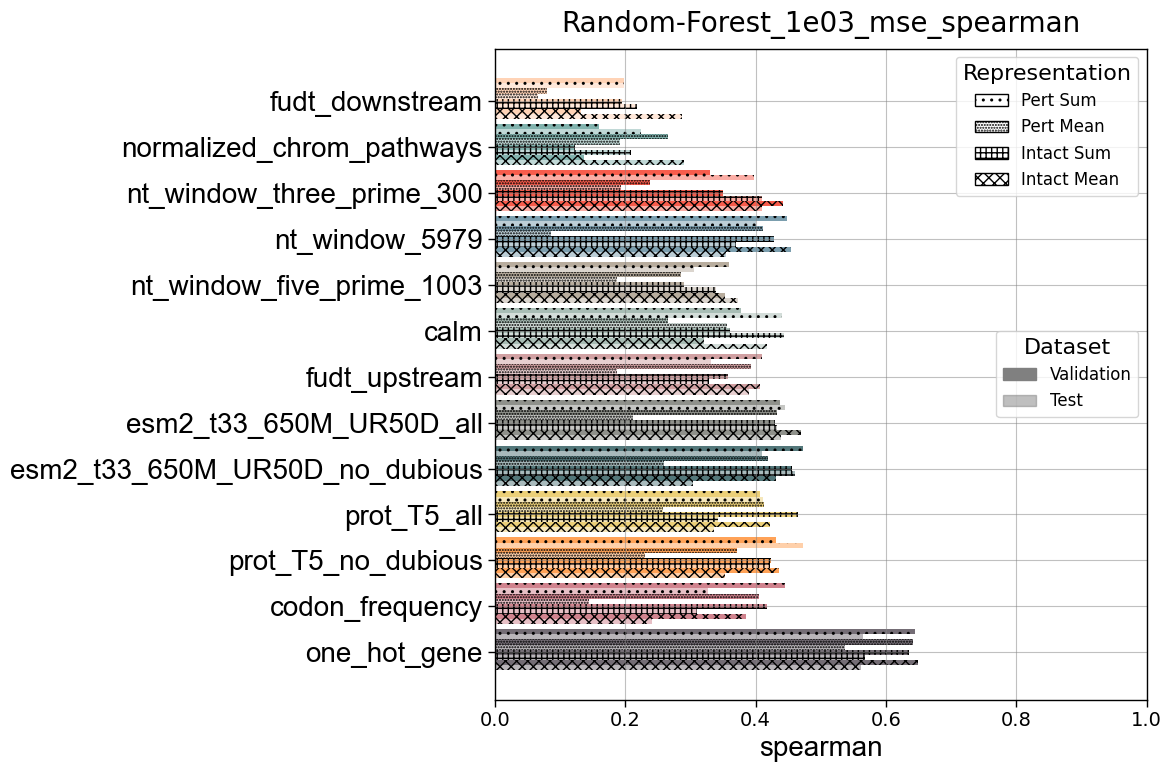 Random-Forest_1e03_mse_spearman
fudt_downstream
normalized_chrom_pathways
nt_window_three_prime_300
nt_window_5979
nt_window_five_prime_1003
calm
fudt_upstream
esm2_t33_650M_UR50D_all
esm2_t33_650M_UR50D_no_dubious
prot_T5_all
prot_T5_no_dubious
codon_frequency
one_hot_gene
Representation
Pert Sum
Pert Mean
Intact Sum
Intact Mean
Dataset
Validation
Test
0.0 0.2 0.4 0.6 0.8 1.0
spearman